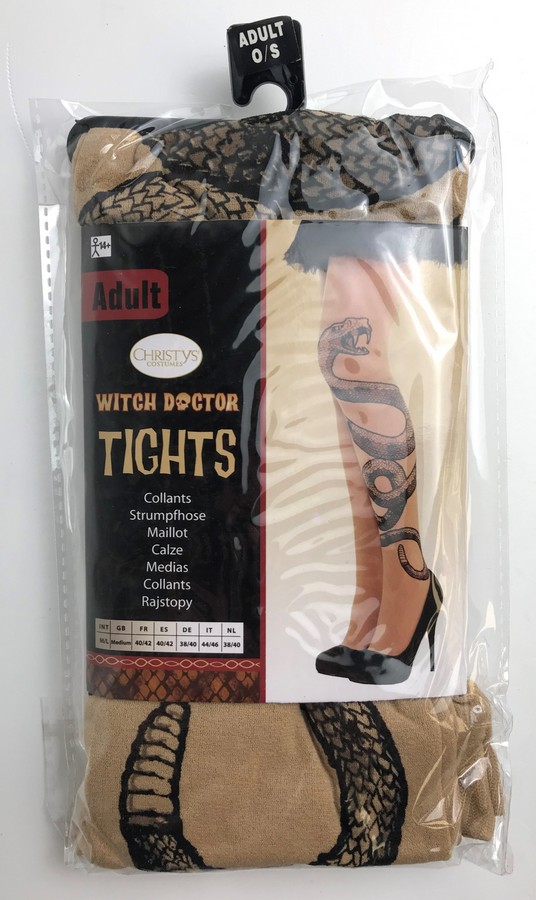 ADULT
O/S
14+
Adult
CHRISTYS'
COSTUMES
WITCH DOCTOR
TIGHTS
Collants
Strumpfhose
Maillot
Calze
Medias
Collants
Rajstopy
INT GB FR ES DE IT NL
M/L Medium 40/42 40/42 38/40 44/46 38/40